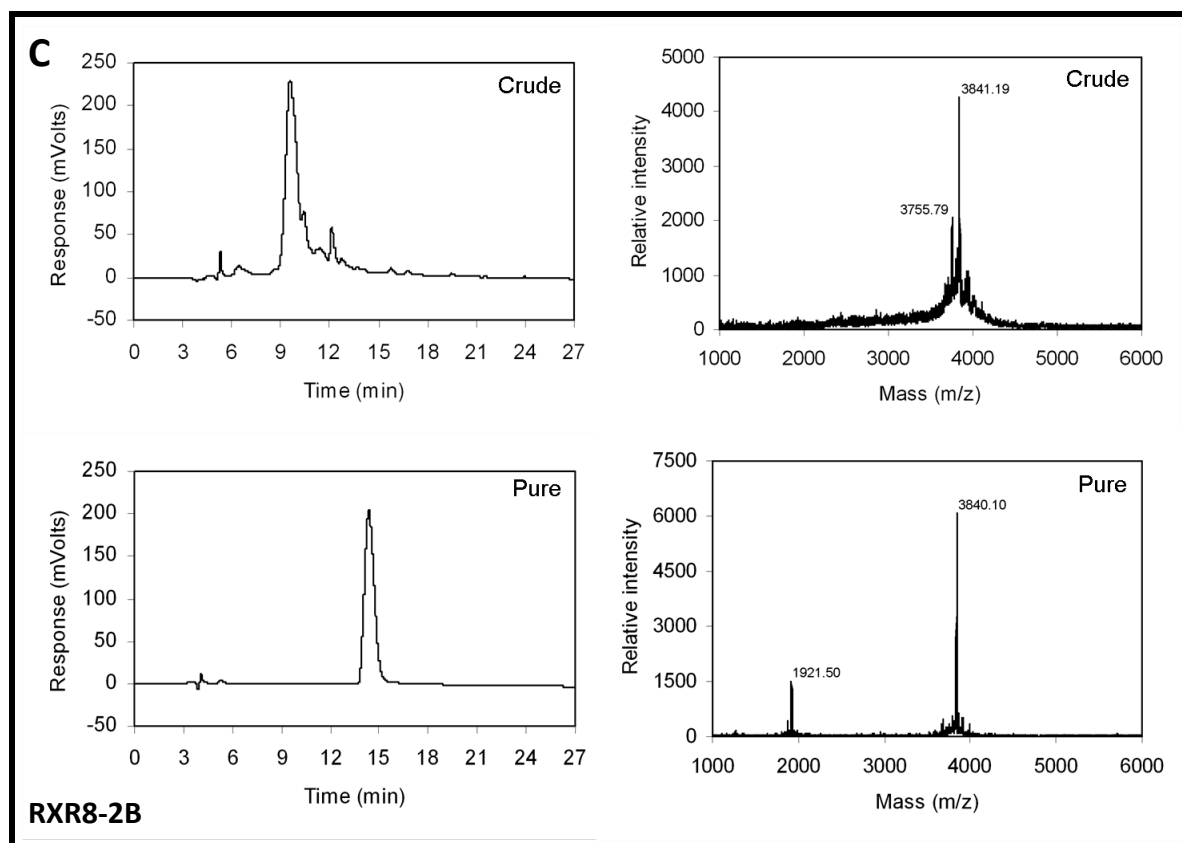 C
Crude
250
200
150
100
50
0
-50
Response (mVolts)
0 3 6 9 12 15 18 21 24 27
Time (min)
Crude
5000
4000
3000
2000
1000
0
Relative intensity
3841.19
3755.79
1000 2000 3000 4000 5000 6000
Mass (m/z)
Pure
250
200
150
100
50
0
-50
Response (mVolts)
0 3 6 9 12 15 18 21 24 27
Time (min)
Pure
7500
6000
4500
3000
1500
0
Relative intensity
3840.10
1921.50
1000 2000 3000 4000 5000 6000
Mass (m/z)
RXR8-2B